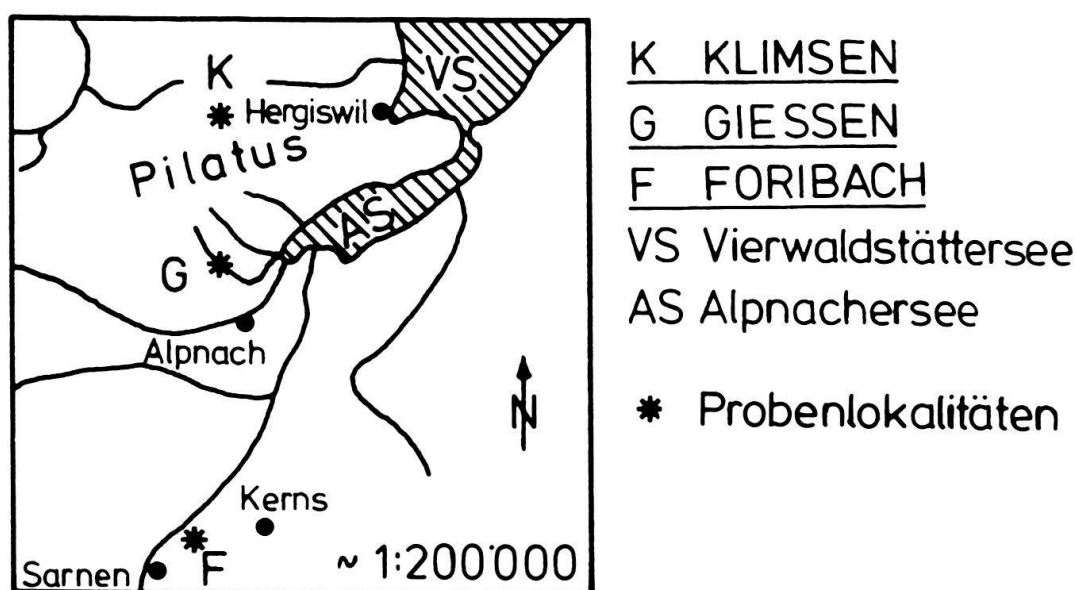 K
VS
Hergiswil
Pilatus
AS
G
Alpnach
N
Kerns
Sarnen
F
~ 1:200'000
K KLIMSEN
G GIESSEN
F FORIBACH
VS Vierwaldstättersee
AS Alpnachersee
* Probenlokalitäten